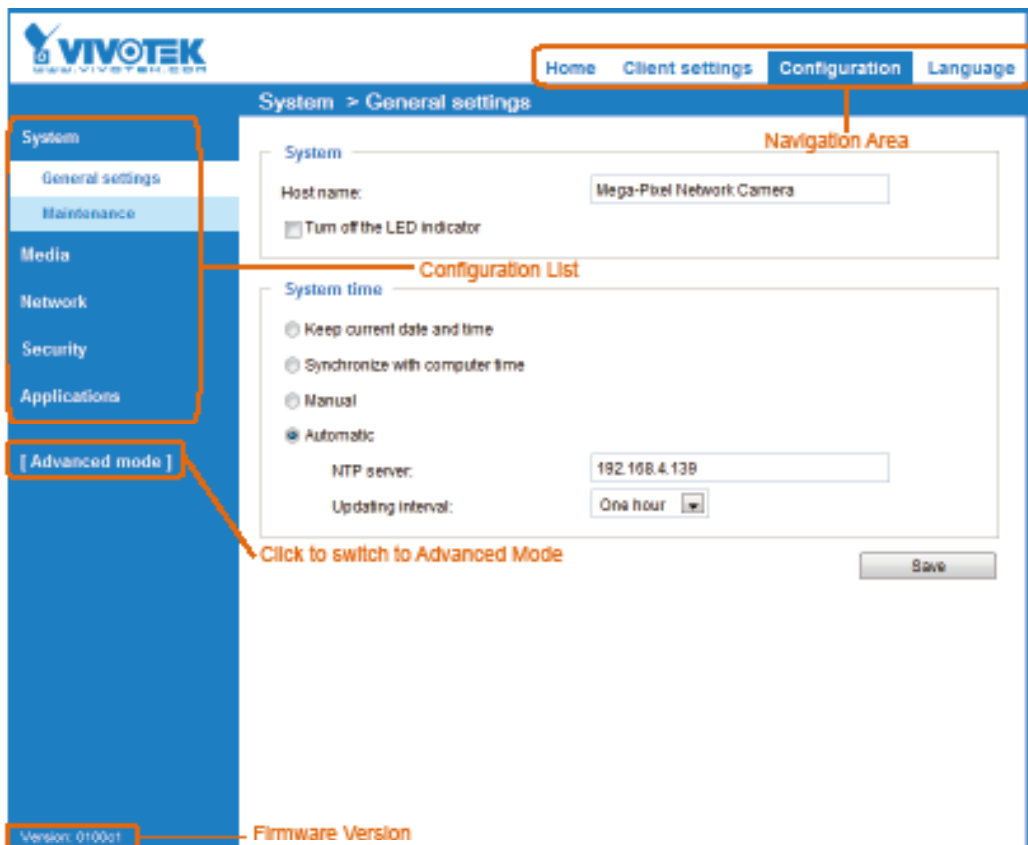 VIVOTEK
WWW.VIVOTEK.COM
Home Client settings Configuration Language
System > General settings
Navigation Area
System
General settings
Maintenance
Media
Network
Security
Applications
[ Advanced mode ]
System
Host name: Mega-Pixel Network Camera
Turn off the LED indicator
Configuration List
System time
Keep current date and time
Synchronize with computer time
Manual
Automatic
NTP server: 192.168.4.139
Updating interval: One hour
Click to switch to Advanced Mode
Save
Version: 0100c1
Firmware Version